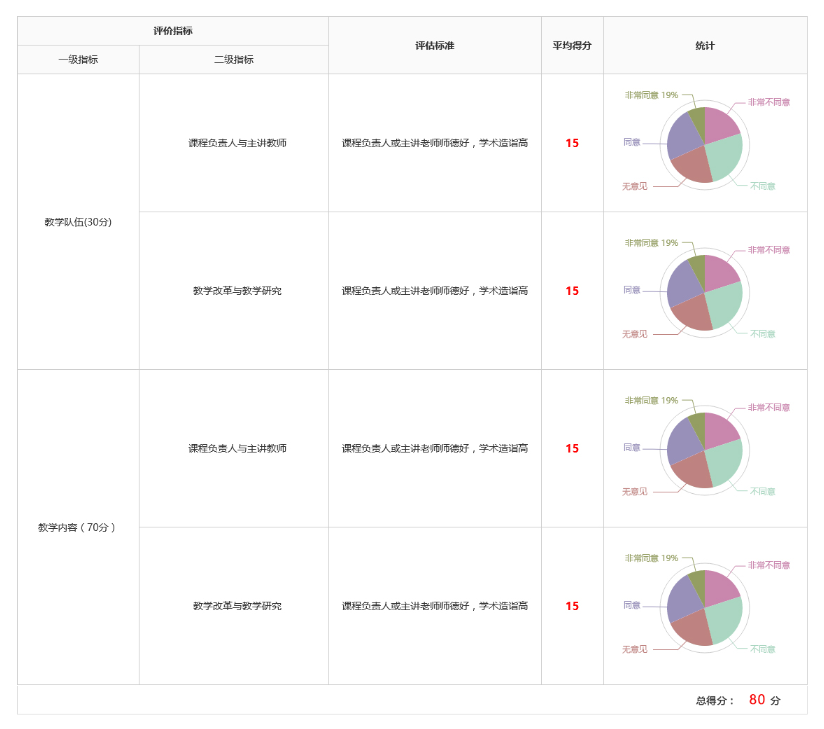 评价指标
评估标准
平均得分
统计
一级指标
二级指标
教学队伍(30分)
课程负责人与主讲教师
课程负责人或主讲老师师德好，学术造诣高
15
非常同意 19%
非常不同意
同意
无意见
不同意
教学改革与教学研究
课程负责人或主讲老师师德好，学术造诣高
15
非常同意 19%
非常不同意
同意
无意见
不同意
教学内容（70分）
课程负责人与主讲教师
课程负责人或主讲老师师德好，学术造诣高
15
非常同意 19%
非常不同意
同意
无意见
不同意
教学改革与教学研究
课程负责人或主讲老师师德好，学术造诣高
15
非常同意 19%
非常不同意
同意
无意见
不同意
总得分： 80 分